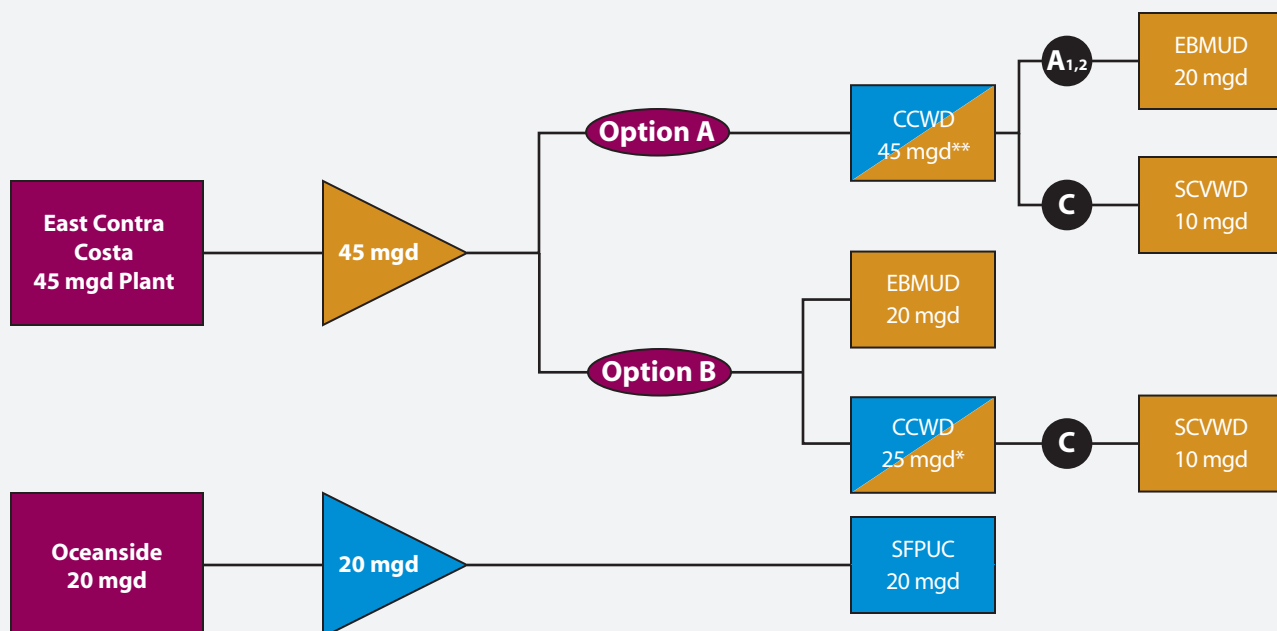 East Contra
Costa
45 mgd Plant
45 mgd
Option A
CCWD
45 mgd**
A1,2
EBMUD
20 mgd
C
SCVWD
10 mgd
Option B
EBMUD
20 mgd
CCWD
25 mgd*
C
SCVWD
10 mgd
Oceanside
20 mgd
20 mgd
SFPUC
20 mgd